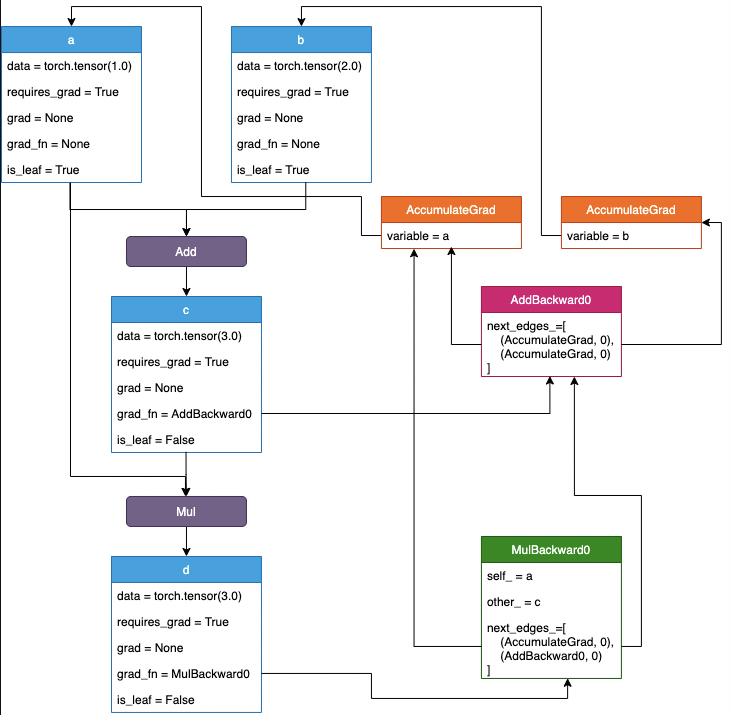 a
data = torch.tensor(1.0)
requires_grad = True
grad = None
grad_fn = None
is_leaf = True
b
data = torch.tensor(2.0)
requires_grad = True
grad = None
grad_fn = None
is_leaf = True
AccumulateGrad
variable = a
AccumulateGrad
variable = b
Add
AddBackward0
next_edges_=[
(AccumulateGrad, 0),
(AccumulateGrad, 0)
]
c
data = torch.tensor(3.0)
requires_grad = True
grad = None
grad_fn = AddBackward0
is_leaf = False
Mul
MulBackward0
self_ = a
other_ = c
next_edges_=[
(AccumulateGrad, 0),
(AddBackward0, 0)
]
d
data = torch.tensor(3.0)
requires_grad = True
grad = None
grad_fn = MulBackward0
is_leaf = False